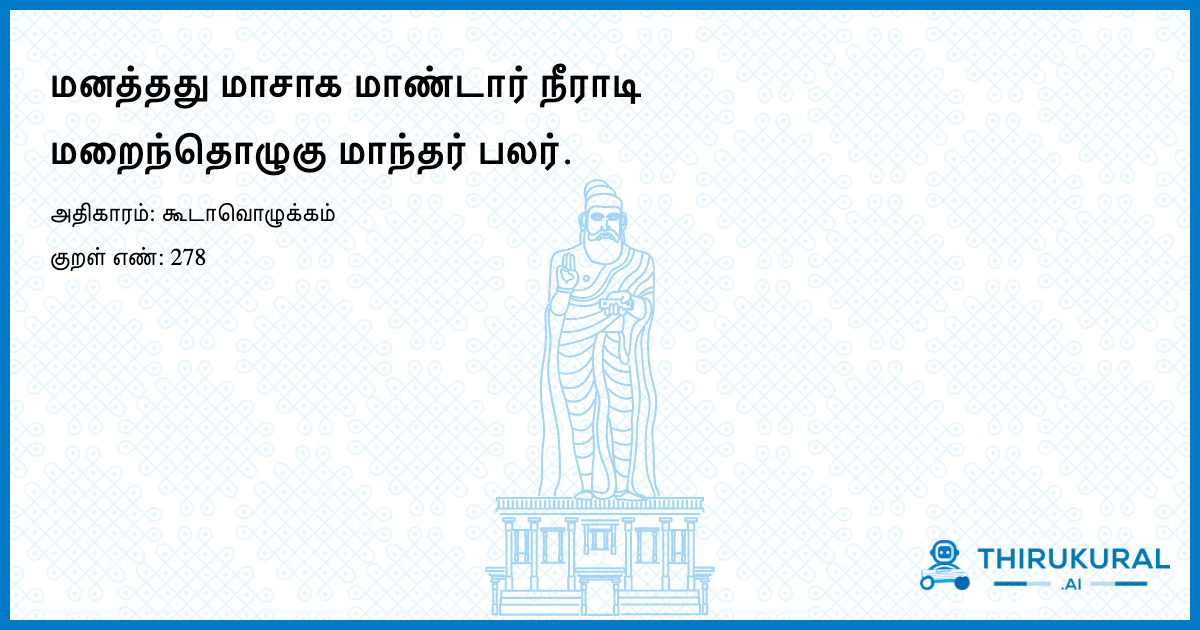 மனத்தது மாசாக மாண்டார் நீராடி
மறைந்தொழுகு மாந்தர் பலர்.
அதிகாரம்: கூடாவொழுக்கம்
குறள் எண்: 278
THIRUKURAL
.AI